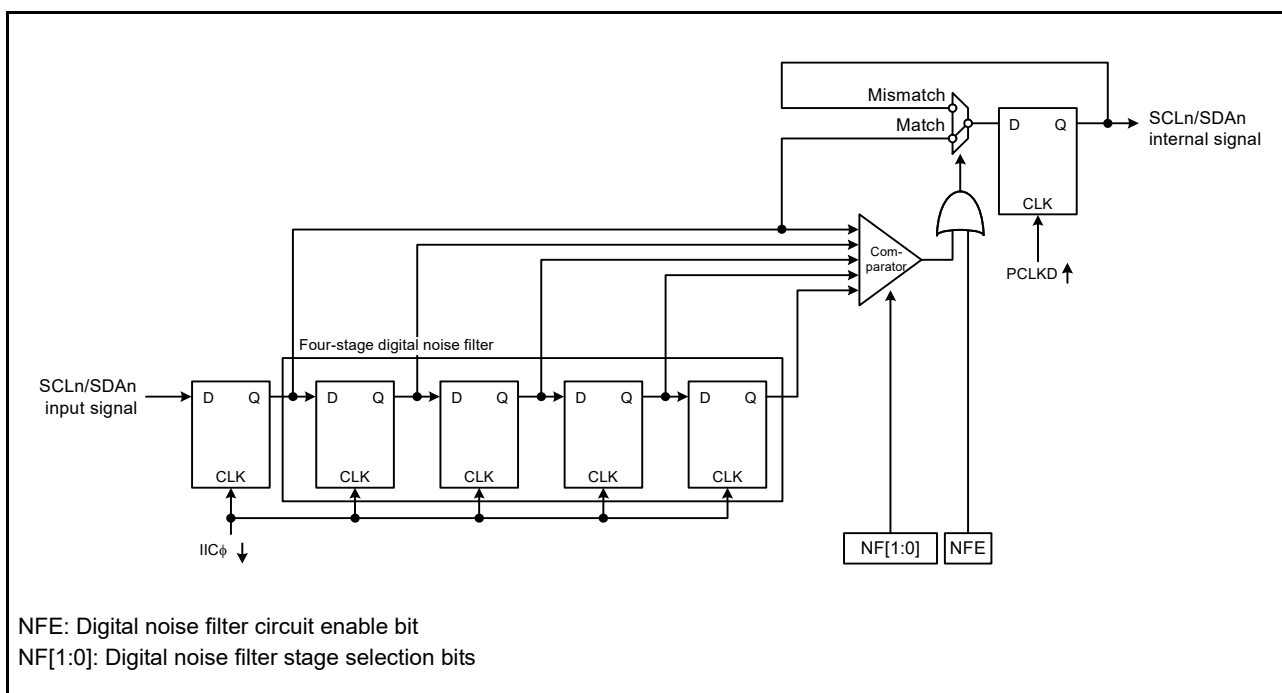 Mismatch
Match
D Q
CLK
SCLn/SDAn
internal signal
PCLKD
Com-
parator
Four-stage digital noise filter
SCLn/SDAn
input signal
D Q
CLK
D Q
CLK
D Q
CLK
D Q
CLK
D Q
CLK
IICϕ
NF[1:0]
NFE
NFE: Digital noise filter circuit enable bit
NF[1:0]: Digital noise filter stage selection bits